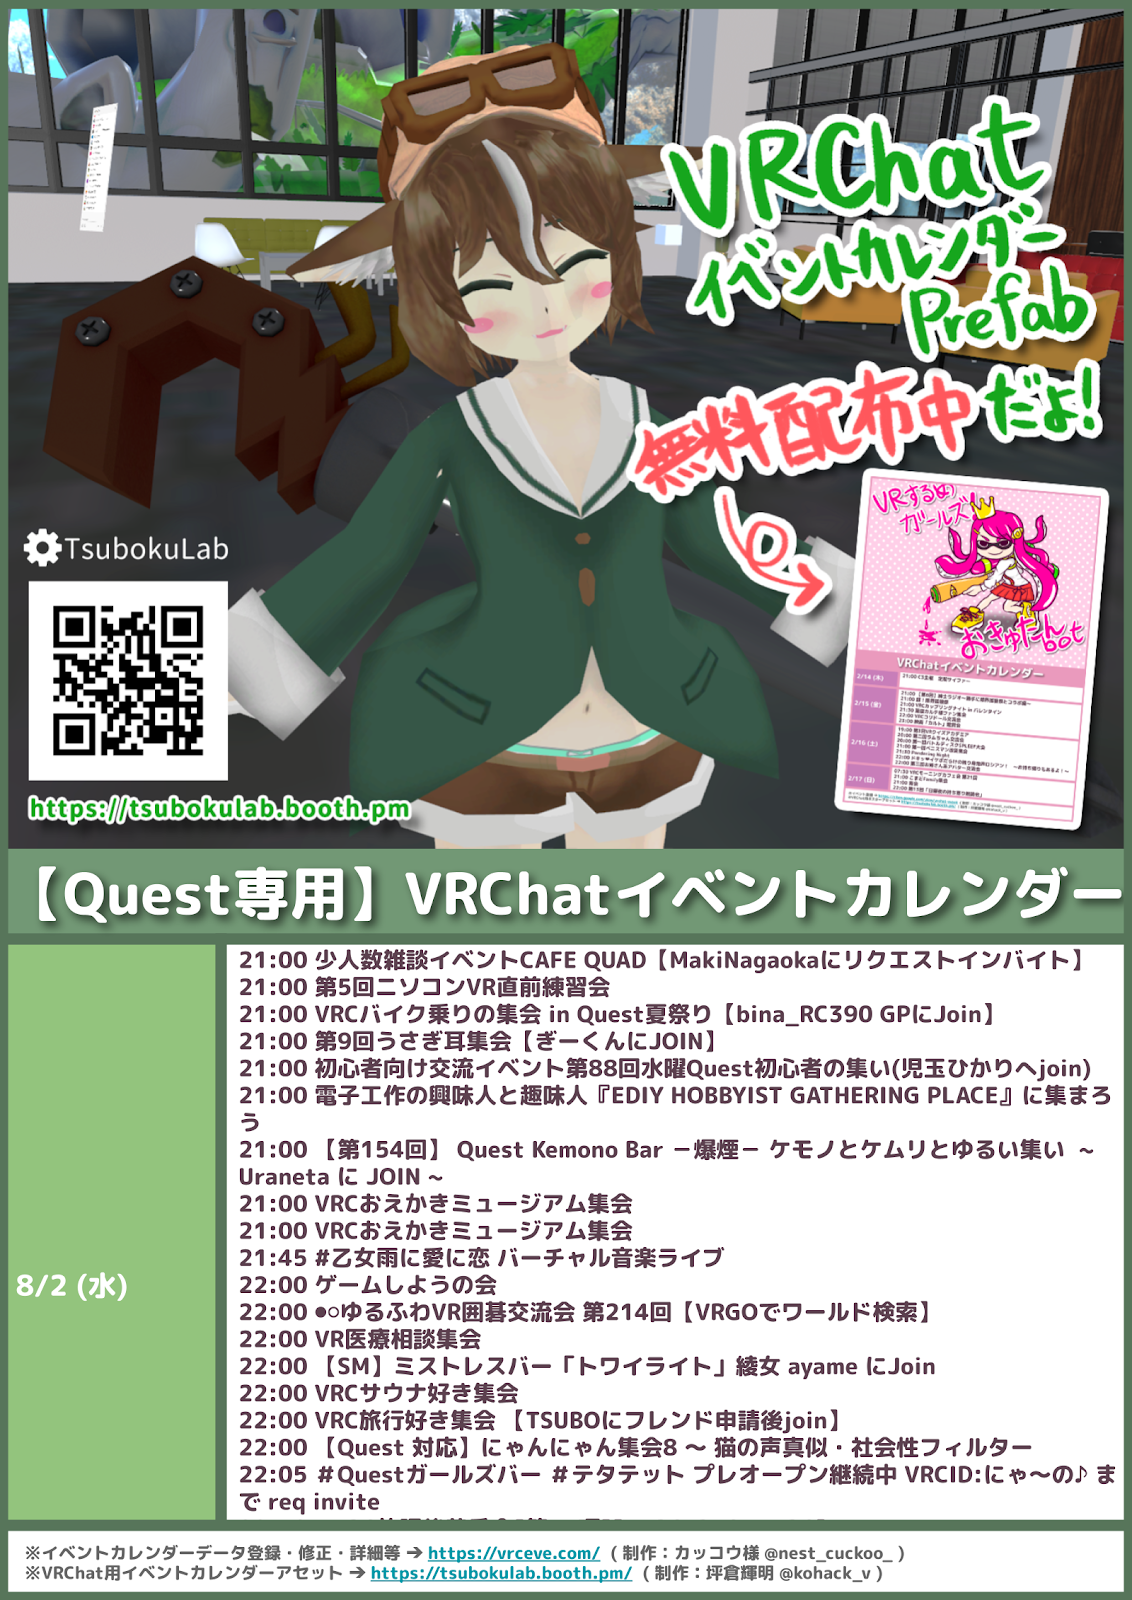 VRChat
イベントカレンダー
Prefab
無料配布中だよ!
TsubokuLab
https://tsubokulab.booth.pm
VRするめ
ガールズ
おきゅたんbot
VRChatイベントカレンダー
2/14 (木)
2/15 (金)
2/16 (土)
2/17 (日)
【Quest専用】VRChatイベントカレンダー
8/2 (水)
21:00 少人数雑談イベントCAFE QUAD【MakiNagaokaにリクエストインバイト】
21:00 第5回ニソコンVR直前練習会
21:00 VRCバイク乗りの集会 in Quest夏祭り【bina_RC390 GPにJoin】
21:00 第9回うさぎ耳集会【ぎーくんにJOIN】
21:00 初心者向け交流イベント第88回水曜Quest初心者の集い(児玉ひかりへjoin)
21:00 電子工作の興味人と趣味人『EDIY HOBBYIST GATHERING PLACE』に集まろ
う
21:00 【第154回】 Quest Kemono Bar －爆煙－ ケモノとケムリとゆるい集い ~
Uraneta に JOIN ~
21:00 VRCおえかきミュージアム集会
21:00 VRCおえかきミュージアム集会
21:45 #乙女雨に愛に恋 バーチャル音楽ライブ
22:00 ゲームしようの会
22:00 ●○ゆるふわVR囲碁交流会 第214回【VRGOでワールド検索】
22:00 VR医療相談集会
22:00 【SM】ミストレスバー「トワイライト」綾女 ayame にJoin
22:00 VRCサウナ好き集会
22:00 VRC旅行好き集会 【TSUBOにフレンド申請後join】
22:00 【Quest 対応】にゃんにゃん集会8 ～ 猫の声真似・社会性フィルター
22:05 ＃Questガールズバー ＃テタテット プレオープン継続中 VRCID:にゃ～の♪ ま
で req invite
※イベントカレンダーデータ登録・修正・詳細等 ➔ https://vrceve.com/ ( 制作：カッコウ様 @nest_cuckoo_ )
※VRChat用イベントカレンダーアセット ➔ https://tsubokulab.booth.pm/ ( 制作：坪倉輝明 @kohack_v )